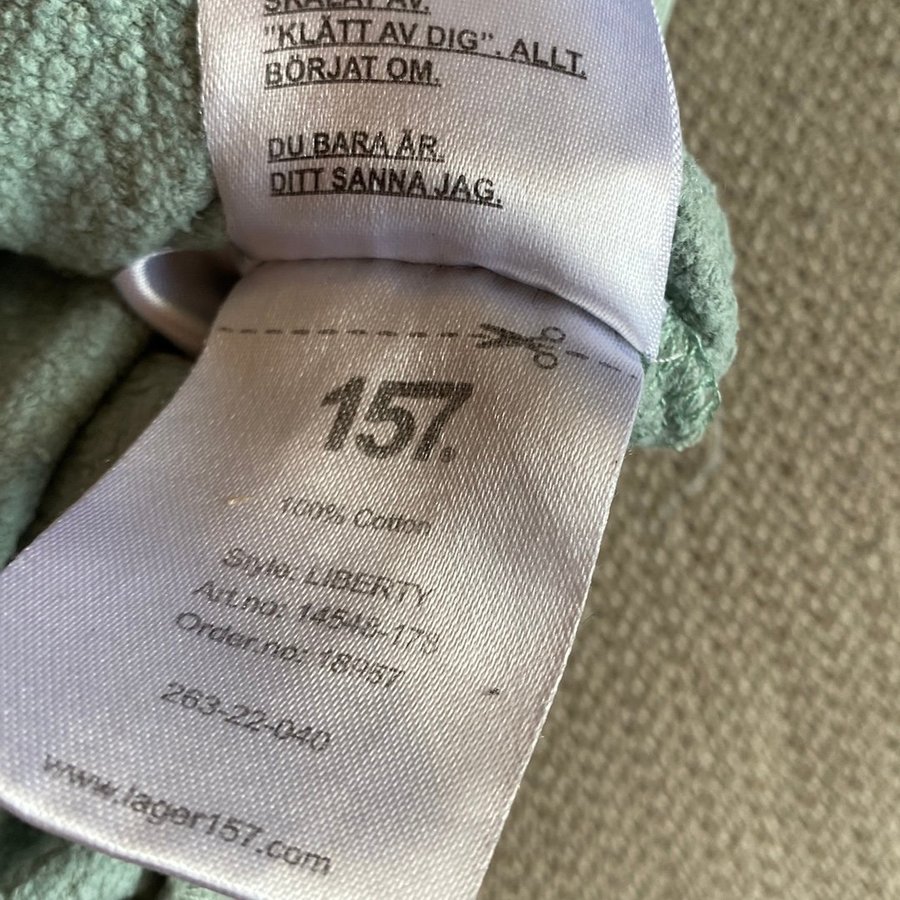 "KLÄTT AV DIG". ALLT.
BÖRJAT OM.
DU BARA ÄR.
DITT SANNA JAG.
157.
100% Cotton
Style: LIBERTY
Art.no:
Order.no:
263-22-040
www.lager157.com